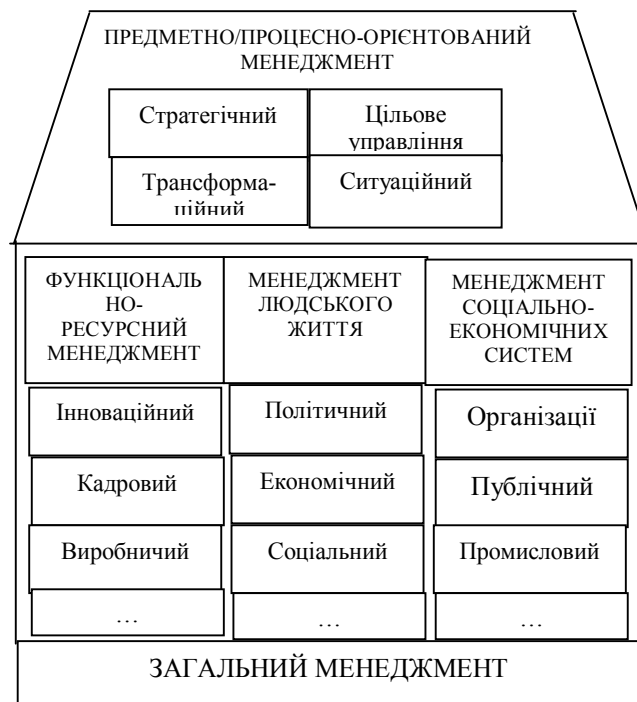 ПРЕДМЕТНО/ПРОЦЕСНО-ОРІЄНТОВАНИЙ
МЕНЕДЖМЕНТ
Стратегічний
Цільове
управління
Трансформа-
ційний
Ситуаційний
ФУНКЦІОНАЛЬ
НО-
РЕСУРСНИЙ
МЕНЕДЖМЕНТ
Інноваційний
Кадровий
Виробничий
…
МЕНЕДЖМЕНТ
ЛЮДСЬКОГО
ЖИТТЯ
Політичний
Економічний
Соціальний
…
МЕНЕДЖМЕНТ
СОЦІАЛЬНО-
ЕКОНОМІЧНИХ
СИСТЕМ
Організації
Публічний
Промисловий
…
ЗАГАЛЬНИЙ МЕНЕДЖМЕНТ